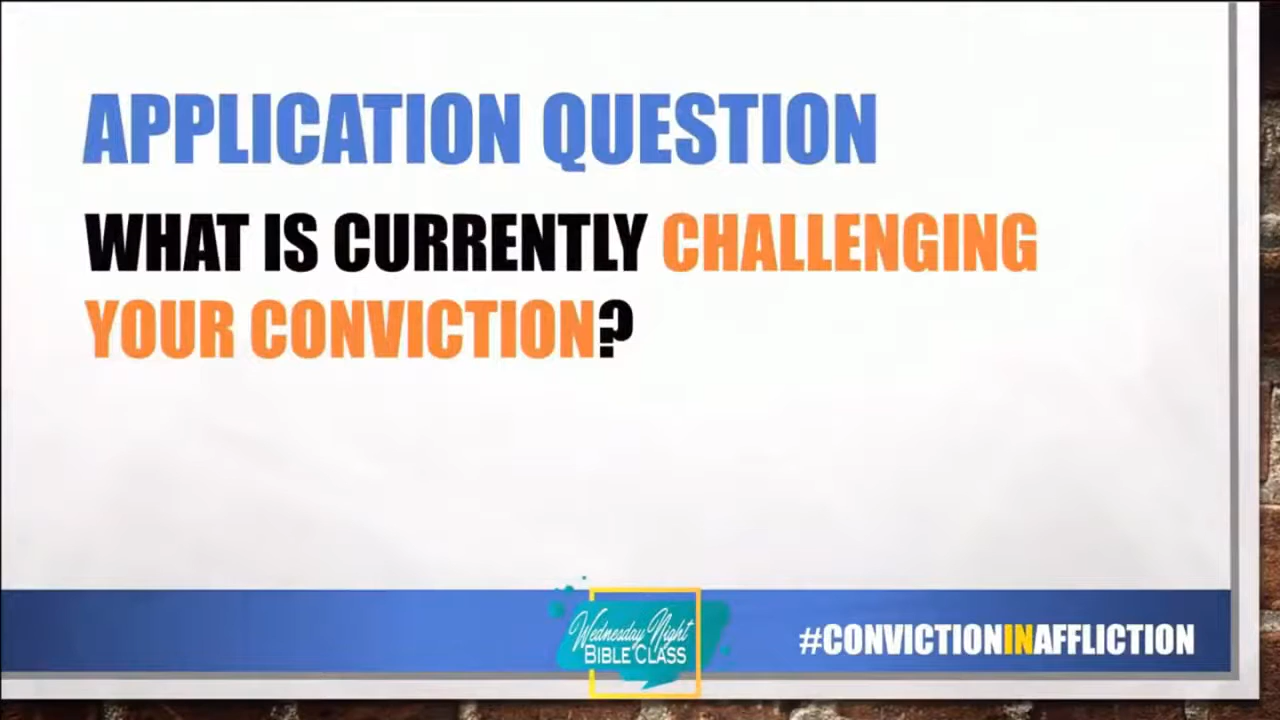 APPLICATION QUESTION
WHAT IS CURRENTLY CHALLENGING
YOUR CONVICTION?
Wednesday Night
BIBLE CLASS
#CONVICTIONINAFFLICTION